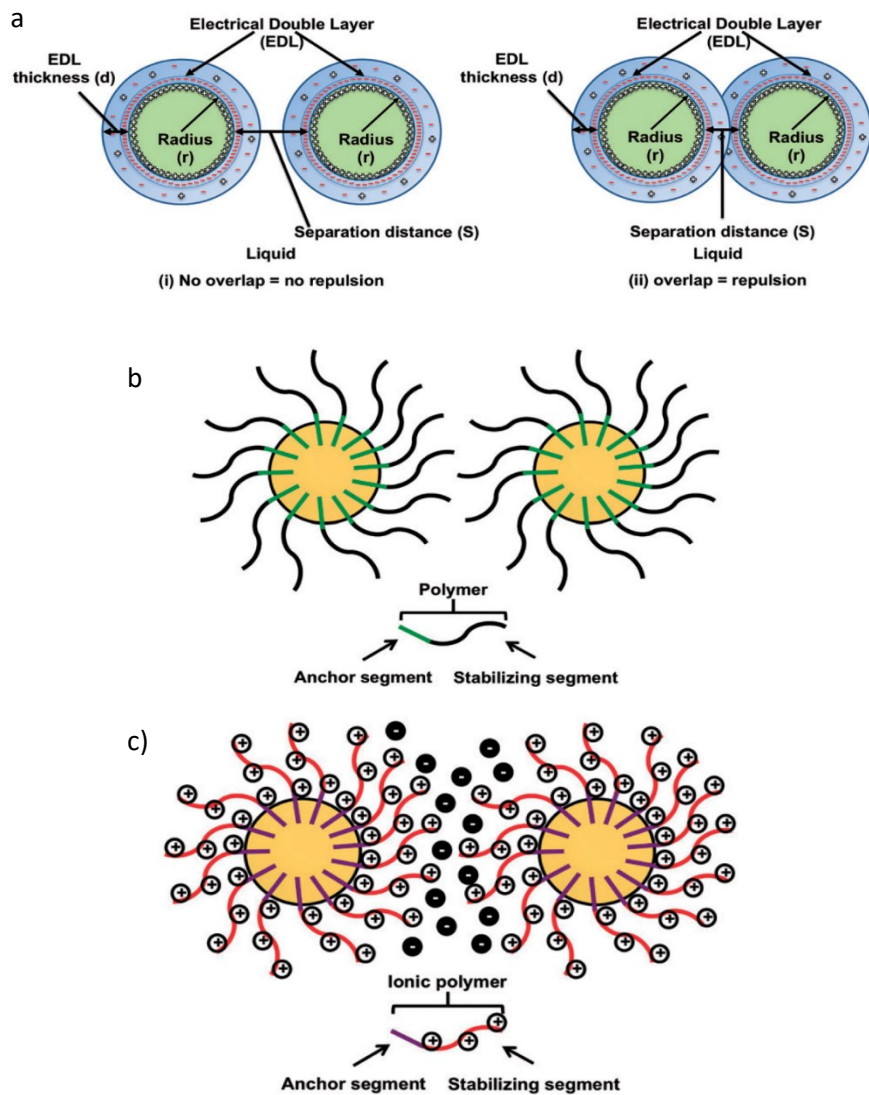 a
Electrical Double Layer
(EDL)
EDL
thickness (d)
Radius
(r)
Radius
(r)
Separation distance (S)
Liquid
(i) No overlap = no repulsion
Electrical Double Layer
(EDL)
EDL
thickness (d)
Radius
(r)
Radius
(r)
Separation distance (S)
Liquid
(ii) overlap = repulsion
b
Polymer
Anchor segment
Stabilizing segment
c)
Ionic polymer
Anchor segment
Stabilizing segment